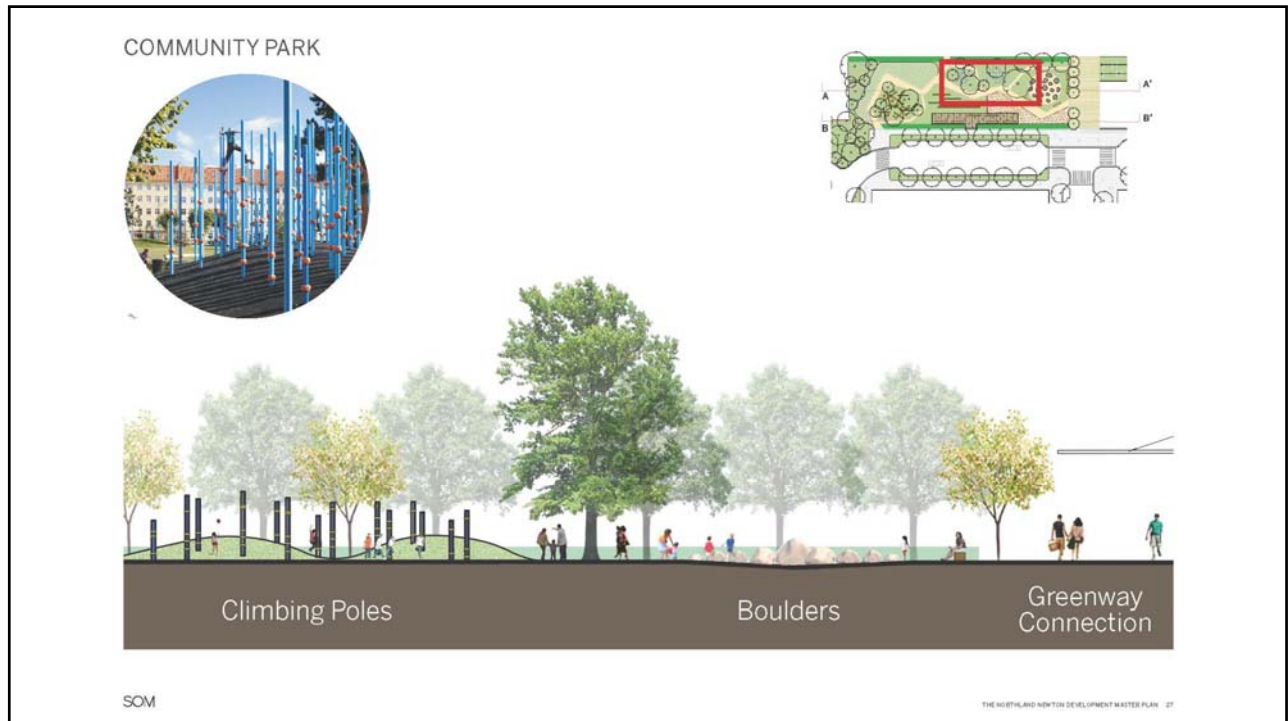 COMMUNITY PARK
A
A'
B
B'
Climbing Poles
Boulders
Greenway
Connection
SOM
THE NORTHLAND NEWTON DEVELOPMENT MASTER PLAN 27